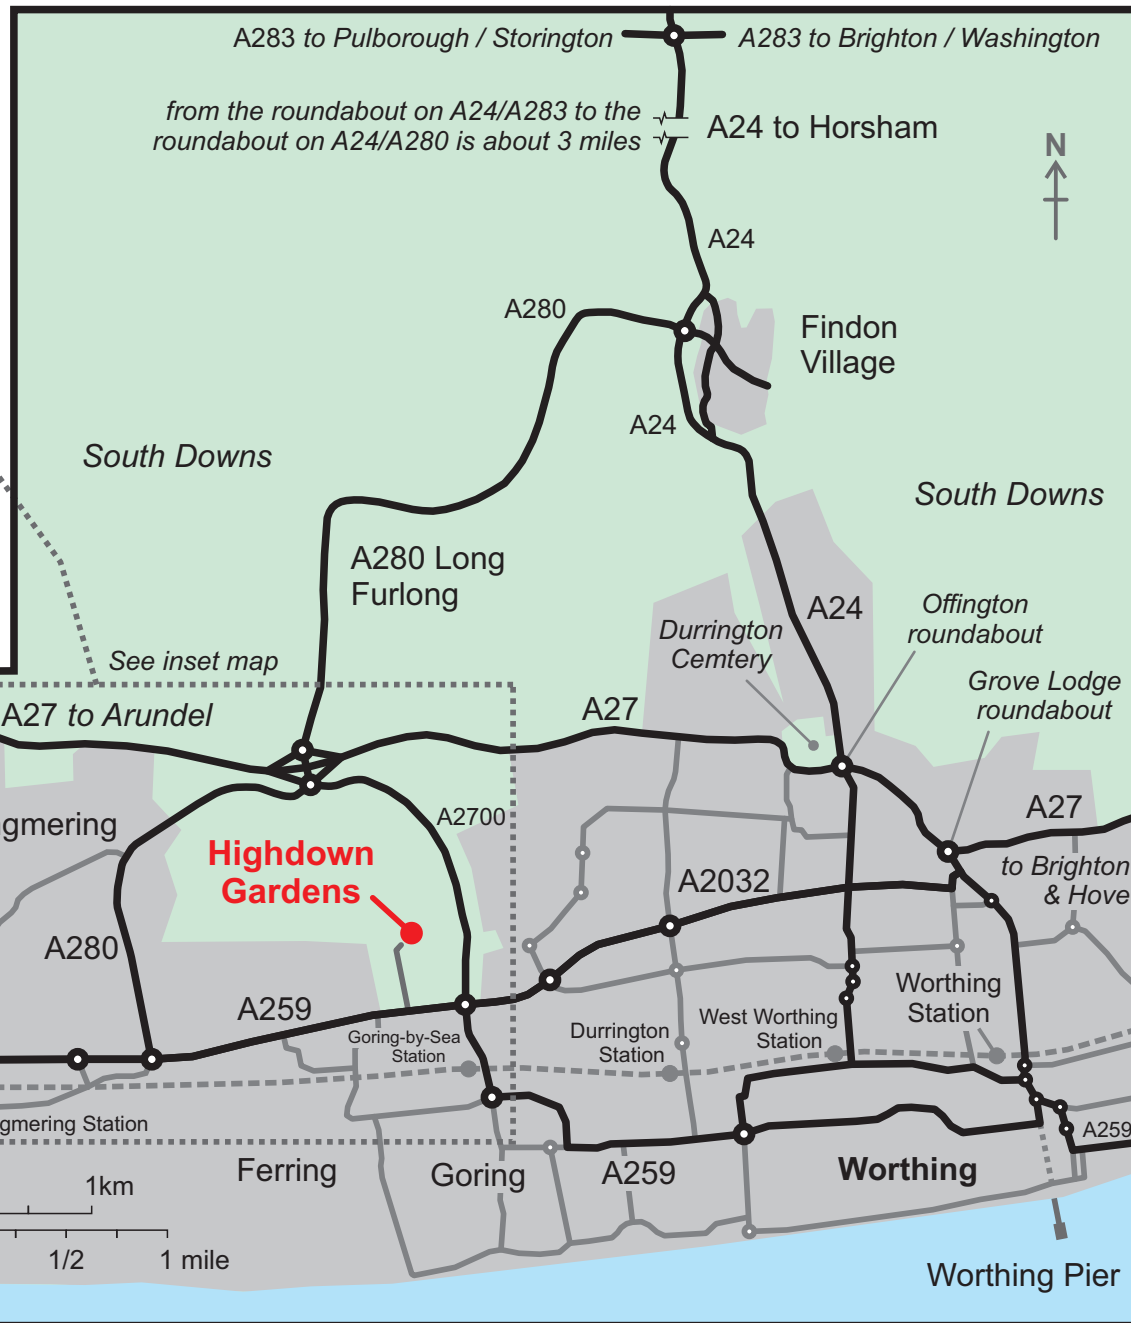 A283 to Pulborough / Storington
A283 to Brighton / Washington
from the roundabout on A24/A283 to the
roundabout on A24/A280 is about 3 miles
A24 to Horsham
N
A24
A280
Findon
Village
A24
South Downs
South Downs
A280 Long
Furlong
A24
Offington
roundabout
Durrington
Cemtery
See inset map
Grove Lodge
roundabout
A27 to Arundel
A27
A27
A2700
gmering
Highdown
Gardens
to Brighton
& Hove
A2032
A280
A259
Worthing
Station
Goring-by-Sea
Station
Durrington
Station
West Worthing
Station
gmering Station
A259
Ferring
Goring
A259
Worthing
1km
1/2
1 mile
Worthing Pier